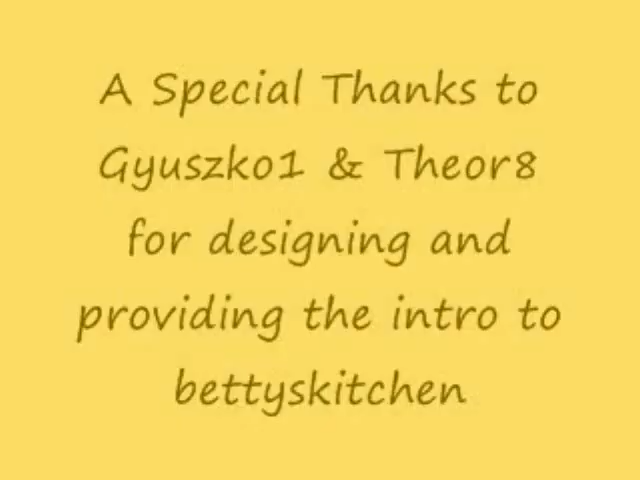 A Special Thanks to
Gyuszko1 & Theor8
for designing and
providing the intro to
bettyskitchen